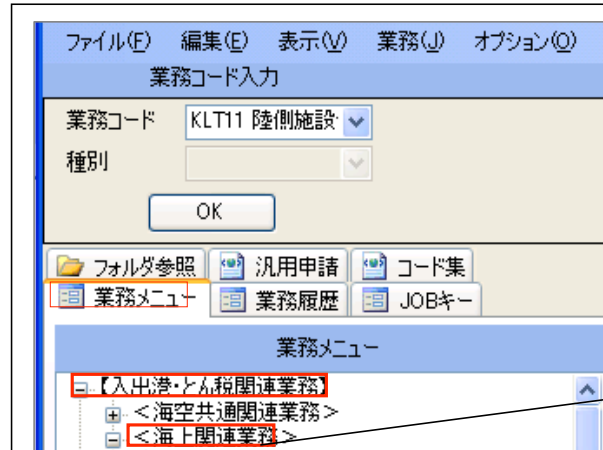 ファイル(F) 編集(E) 表示(V) 業務(J) オプション(O)
業務コード入力
業務コード KLT11 陸側施設
種別
OK
フォルダ参照 汎用申請 コード集
業務メニュー 業務履歴 JOBキー
業務メニュー
【入出港・とん税関連業務】
<海空共通関連業務>
<海上関連業務>